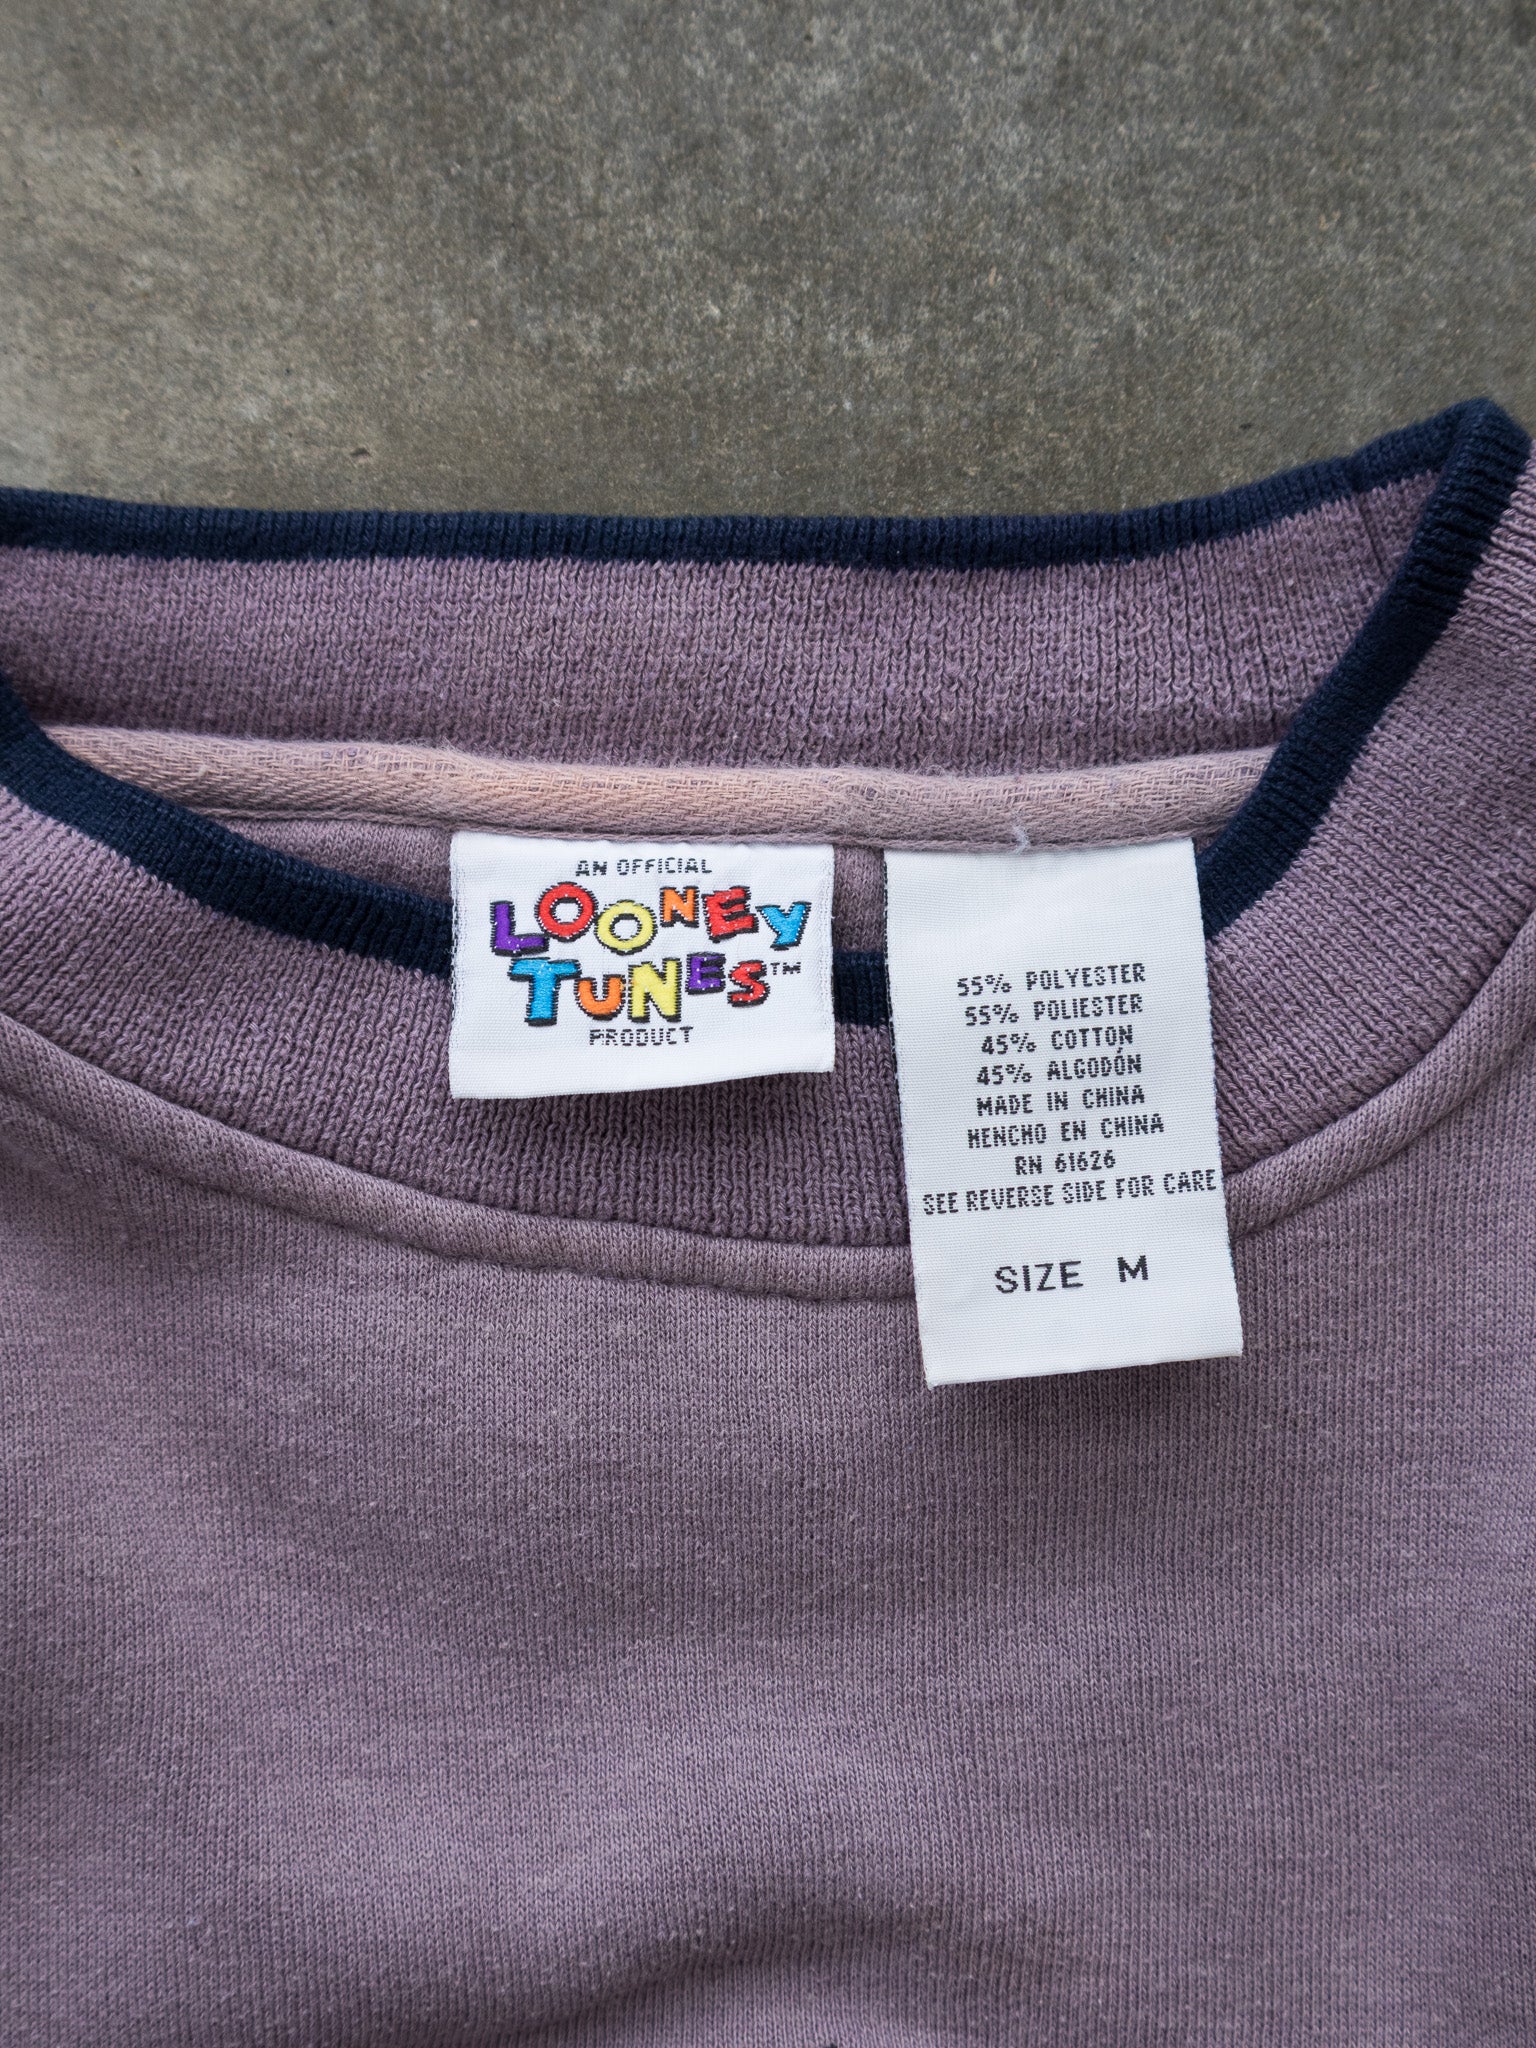 AN OFFICIAL
LOONEY
TUNES™
PRODUCT
55% POLYESTER
55% POLIESTER
45% COTTON
45% ALGODÓN
MADE IN CHINA
HENCHO EN CHINA
RN 61626
SEE REVERSE SIDE FOR CARE
SIZE M